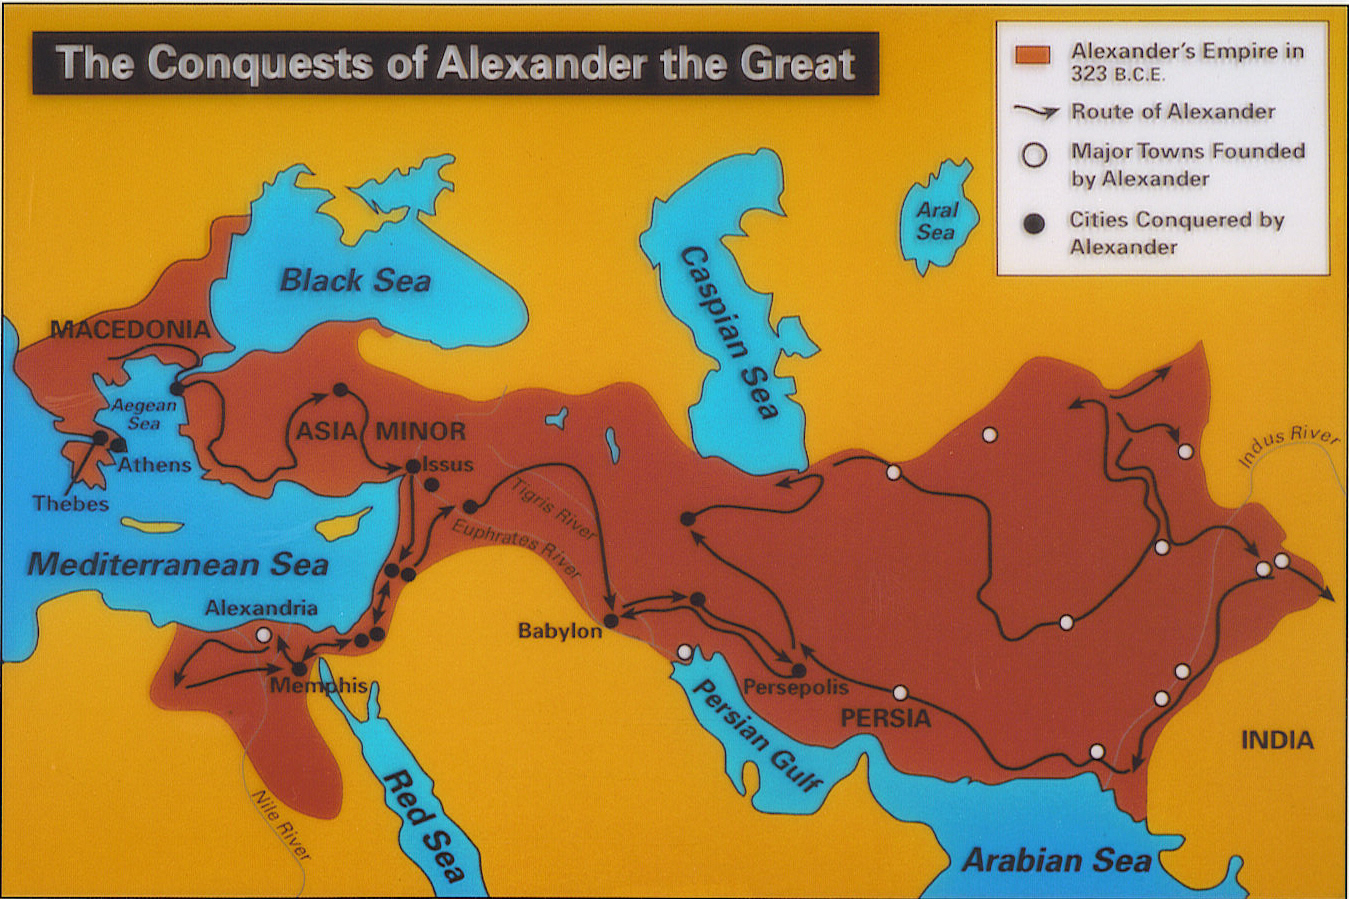 The Conquests of Alexander the Great
Alexander's Empire in
323 B.C.E.
Route of Alexander
Major Towns Founded
by Alexander
Cities Conquered by
Alexander
Aral
Sea
Black Sea
Caspian Sea
MACEDONIA
Aegean
Sea
ASIA MINOR
Issus
Athens
Thebes
Indus River
Tigris River
Euphrates River
Mediterranean Sea
Alexandria
Babylon
Memphis
Persepolis
PERSIA
Persian Gulf
INDIA
Red Sea
Nile River
Arabian Sea